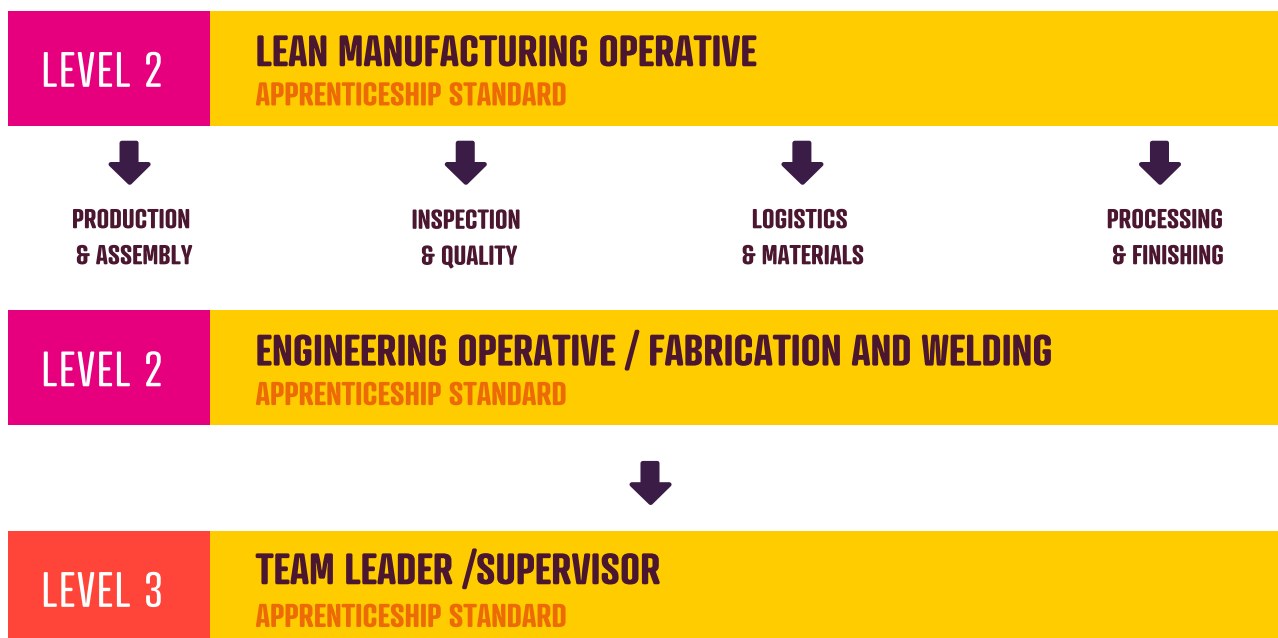 LEVEL 2
LEAN MANUFACTURING OPERATIVE
APPRENTICESHIP STANDARD
PRODUCTION
& ASSEMBLY
INSPECTION
& QUALITY
LOGISTICS
& MATERIALS
PROCESSING
& FINISHING
LEVEL 2
ENGINEERING OPERATIVE / FABRICATION AND WELDING
APPRENTICESHIP STANDARD
LEVEL 3
TEAM LEADER /SUPERVISOR
APPRENTICESHIP STANDARD